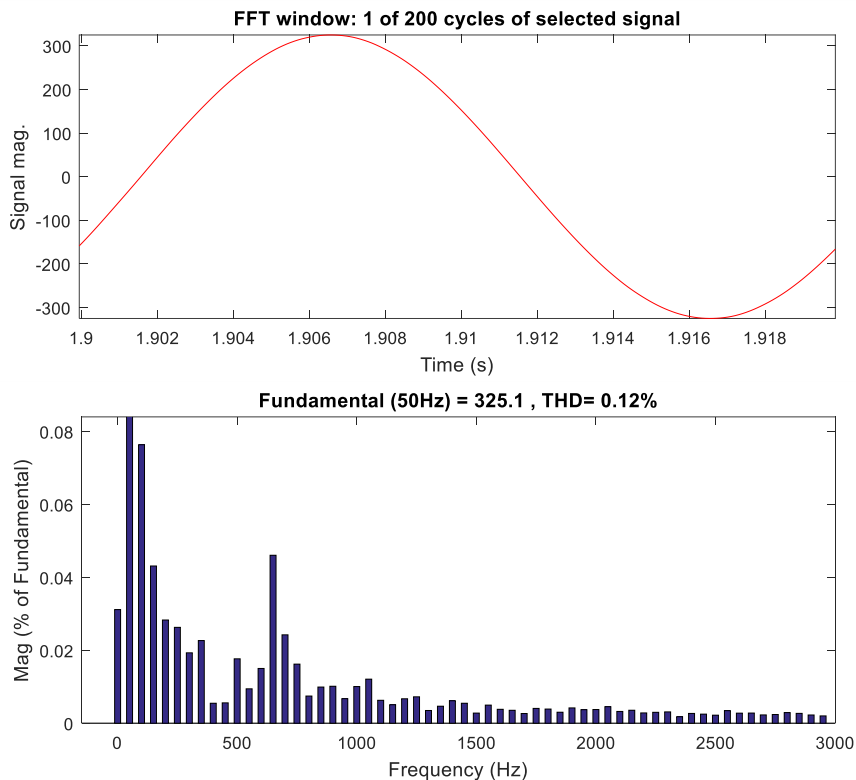 FFT window: 1 of 200 cycles of selected signal
300
200
100
0
-100
-200
-300
Signal mag.
1.9 1.902 1.904 1.906 1.908 1.91 1.912 1.914 1.916 1.918
Time (s)
Fundamental (50Hz) = 325.1 , THD= 0.12%
0.08
0.06
0.04
0.02
0
Mag (% of Fundamental)
0 500 1000 1500 2000 2500 3000
Frequency (Hz)